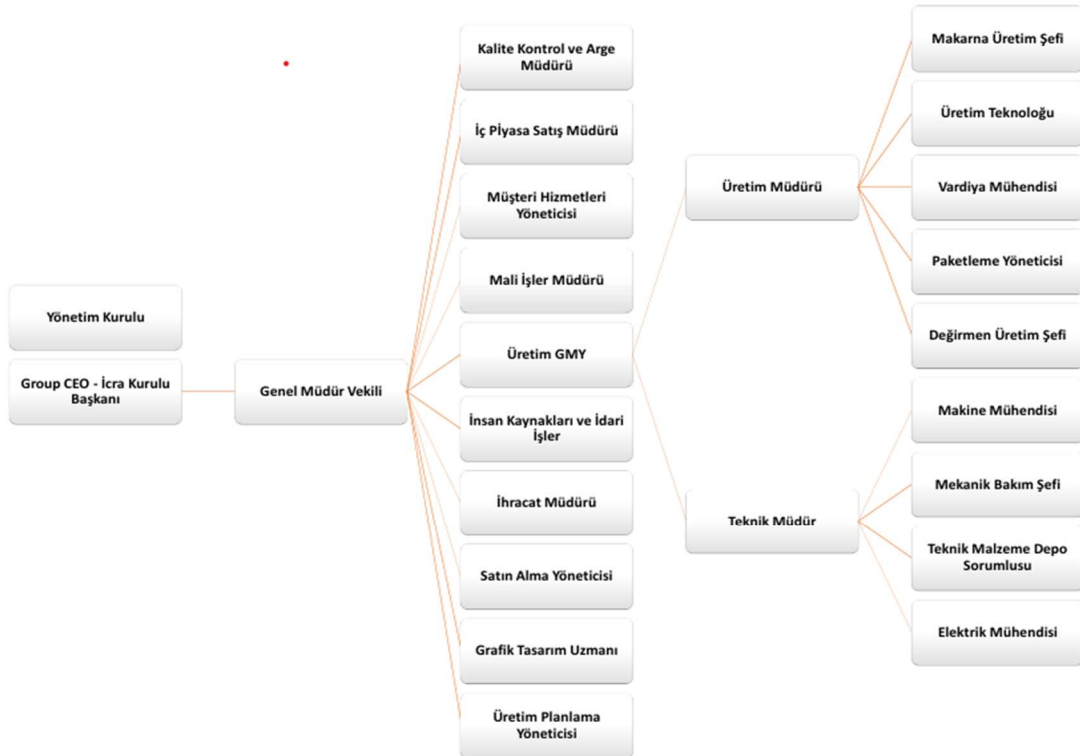 Yönetim Kurulu
Group CEO - İcra Kurulu
Başkanı
Genel Müdür Vekili
Kalite Kontrol ve Arge
Müdürü
İç Pİyasa Satış Müdürü
Müşteri Hizmetleri
Yöneticisi
Mali İşler Müdürü
Üretim GMY
İnsan Kaynakları ve İdari
İşler
İhracat Müdürü
Satın Alma Yöneticisi
Grafik Tasarım Uzmanı
Üretim Planlama
Yöneticisi
Üretim Müdürü
Teknik Müdür
Makarna Üretim Şefi
Üretim Teknoloğu
Vardiya Mühendisi
Paketleme Yöneticisi
Değirmen Üretim Şefi
Makine Mühendisi
Mekanik Bakım Şefi
Teknik Malzeme Depo
Sorumlusu
Elektrik Mühendisi